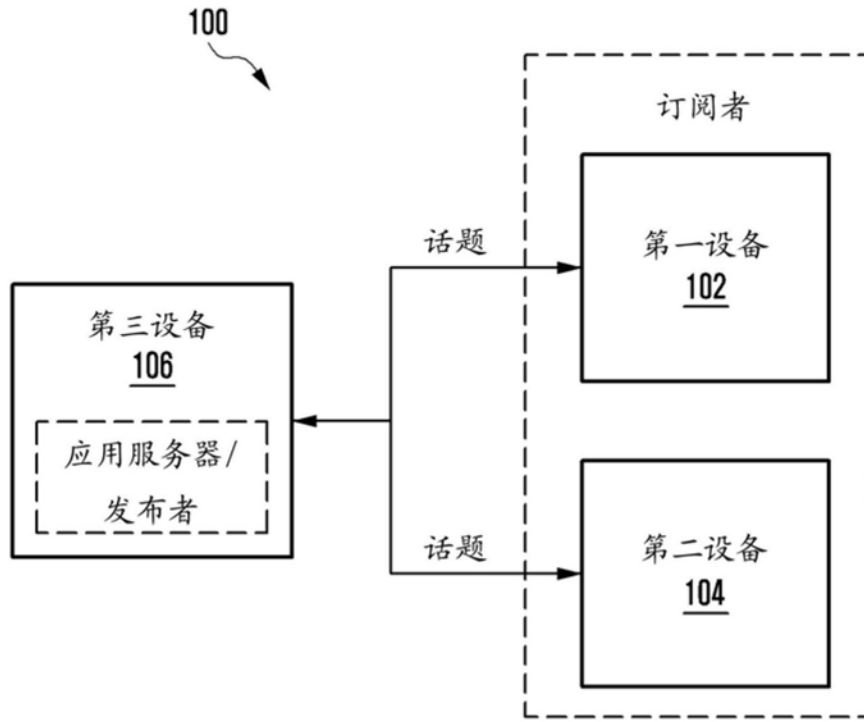 100
订阅者
话题
第一设备
102
第三设备
106
应用服务器/
发布者
话题
第二设备
104